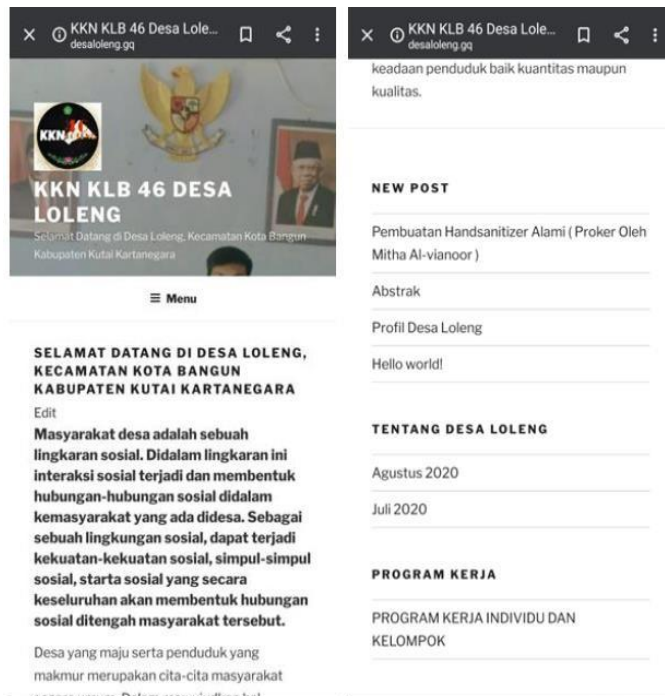 KKN KLB 46 Desa Lole...
desaloleng.gq
KKN
KKN KLB 46 DESA
LOLENG
Selamat Datang di Desa Loleng, Kecamatan Kota Bangun
Kabupaten Kutai Kartanegara
Menu
SELAMAT DATANG DI DESA LOLENG,
KECAMATAN KOTA BANGUN
KABUPATEN KUTAI KARTANEGARA
Edit
Masyarakat desa adalah sebuah
lingkaran sosial. Didalam lingkaran ini
interaksi sosial terjadi dan membentuk
hubungan-hubungan sosial didalam
kemasyarakat yang ada didesa. Sebagai
sebuah lingkungan sosial, dapat terjadi
kekuatan-kekuatan sosial, simpul-simpul
sosial, starta sosial yang secara
keseluruhan akan membentuk hubungan
sosial ditengah masyarakat tersebut.
Desa yang maju serta penduduk yang
makmur merupakan cita-cita masyarakat
KKN KLB 46 Desa Lole...
desaloleng.gq
keadaan penduduk baik kuantitas maupun
kualitas.
NEW POST
Pembuatan Handsanitizer Alami ( Proker Oleh
Mitha Al-vianoor )
Abstrak
Profil Desa Loleng
Hello world!
TENTANG DESA LOLENG
Agustus 2020
Juli 2020
PROGRAM KERJA
PROGRAM KERJA INDIVIDU DAN
KELOMPOK